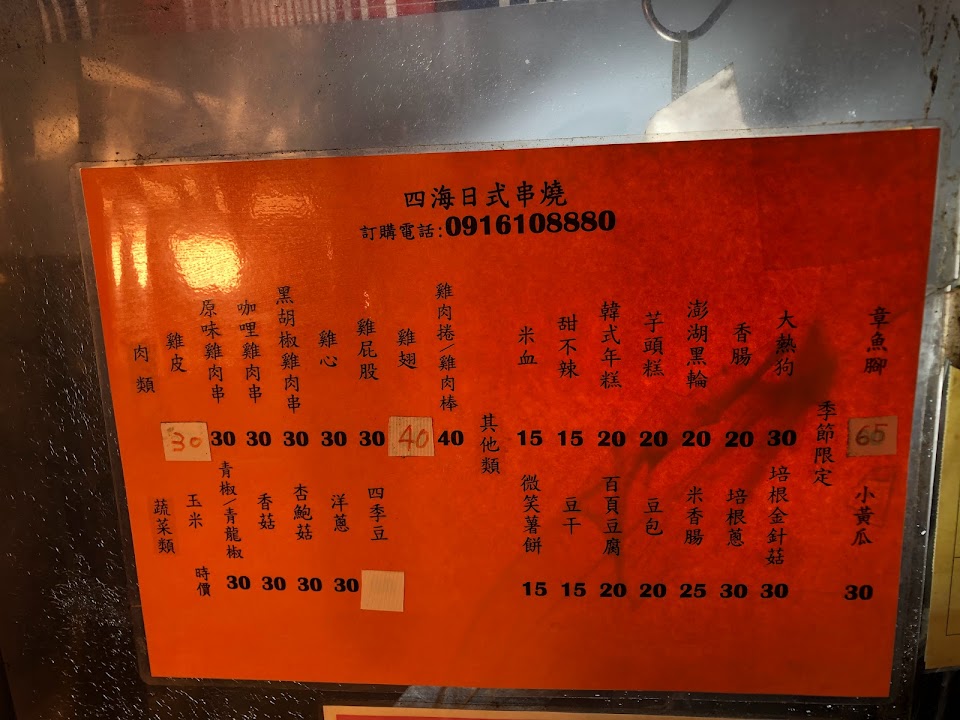 四海日式串燒
訂購電話:0916108880
肉類
雞皮
30
原味雞肉串
30
咖哩雞肉串
30
黑胡椒雞肉串
30
雞心
30
雞屁股
30
雞翅
40
雞肉捲/雞肉棒
40
蔬菜類
玉米
時價
青椒/青龍椒
30
香菇
30
杏鮑菇
30
洋蔥
30
四季豆
其他類
米血
15
甜不辣
15
韓式年糕
20
芋頭糕
20
澎湖黑輪
20
香腸
20
大熱狗
30
微笑薯餅
15
豆干
15
百頁豆腐
20
豆包
20
米香腸
25
培根蔥
30
培根金針菇
30
季節限定
章魚腳
65
小黃瓜
30